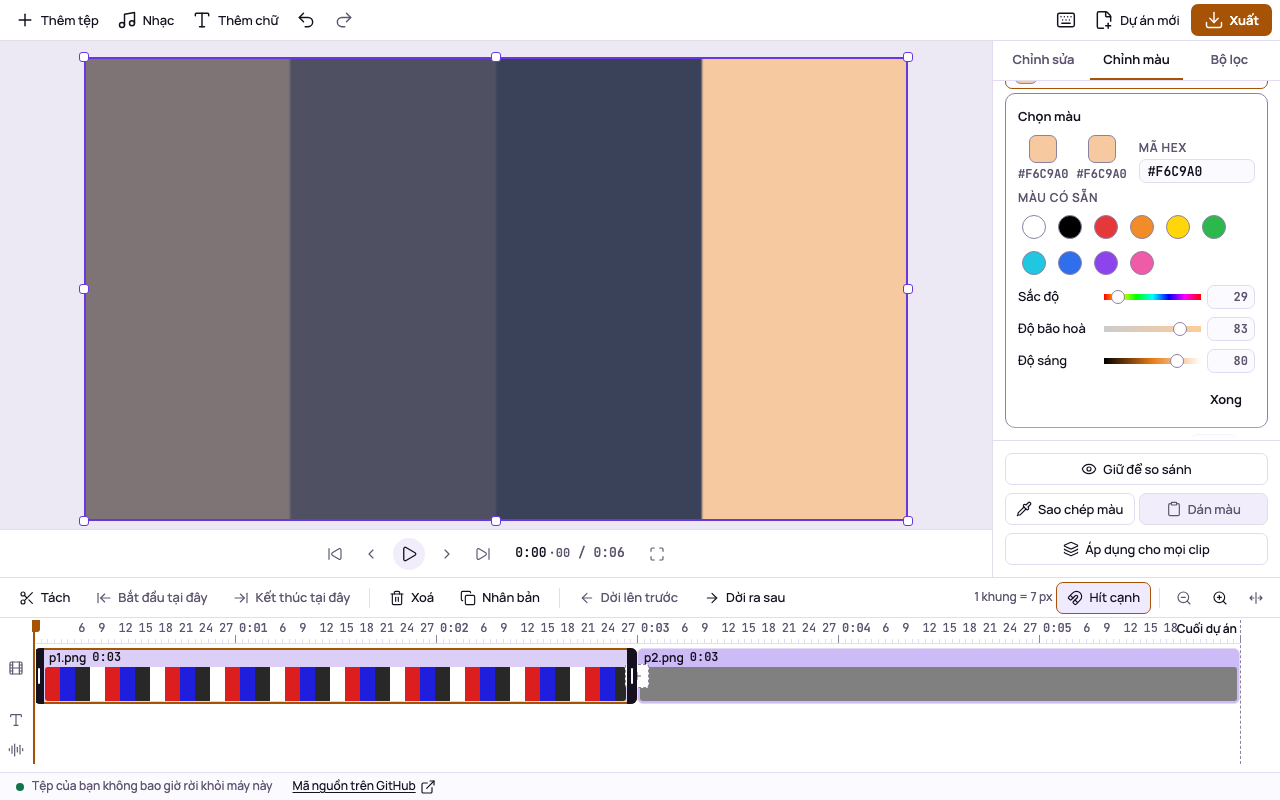 Thêm tệp
Nhạc
Thêm chữ
Dự án mới
Xuất
Chỉnh sửa
Chỉnh màu
Bộ lọc
Chọn màu
#F6C9A0
#F6C9A0
MÃ HEX
#F6C9A0
MÀU CÓ SẴN
Sắc độ
29
Độ bão hoà
83
Độ sáng
80
Xong
Giữ để so sánh
Sao chép màu
Dán màu
Áp dụng cho mọi clip
0:00·00 / 0:06
Tách
Bắt đầu tại đây
Kết thúc tại đây
Xoá
Nhân bản
Dời lên trước
Dời ra sau
1 khung = 7 px
Hít cạnh
6 9 12 15 18 21 24 27 0:01 6 9 12 15 18 21 24 27 0:02 6 9 12 15 18 21 24 27 0:03 6 9 12 15 18 21 24 27 0:04 6 9 12 15 18 21 24 27 0:05 6 9 12 15 18 Cuối dự án
p1.png 0:03
p2.png 0:03
Tệp của bạn không bao giờ rời khỏi máy này
Mã nguồn trên GitHub